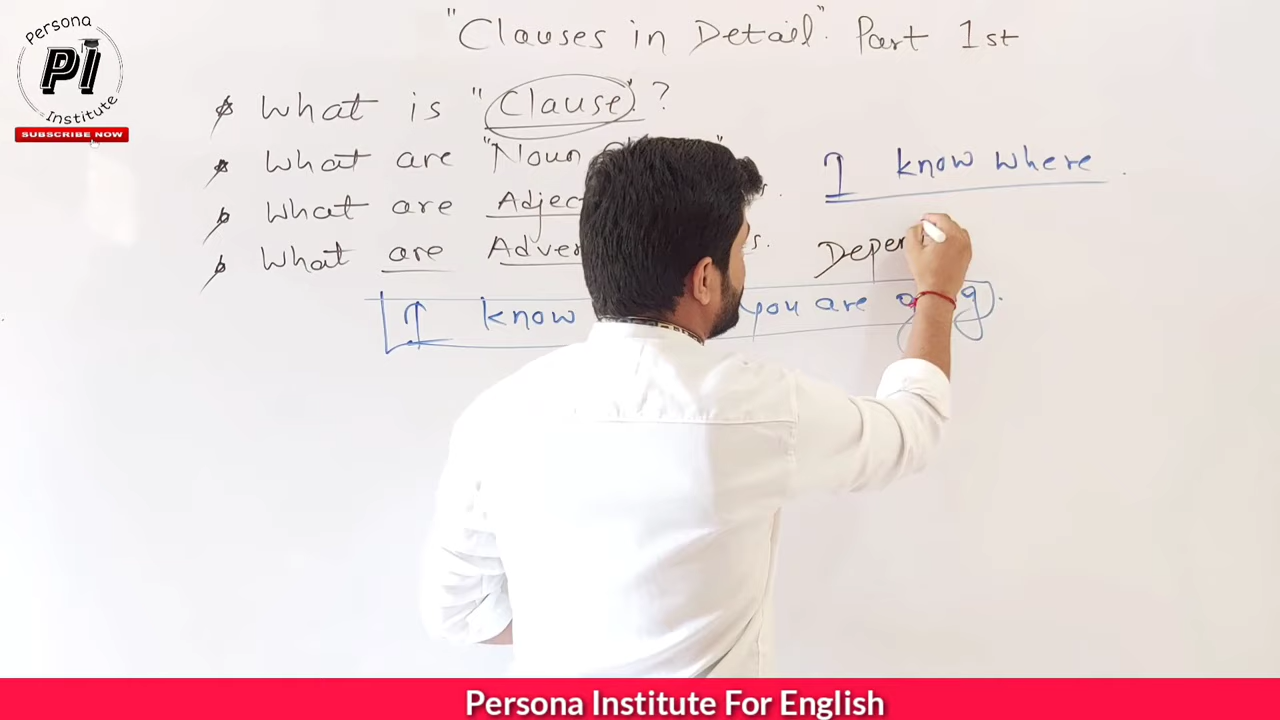 Persona
PI
Institute
SUBSCRIBE NOW
"Clauses in Detail". Part 1st
* What is "Clause"?
* What are "Noun
* What are Adjec
* What are Adver
I know where.
Depen
I know you are
Persona Institute For English